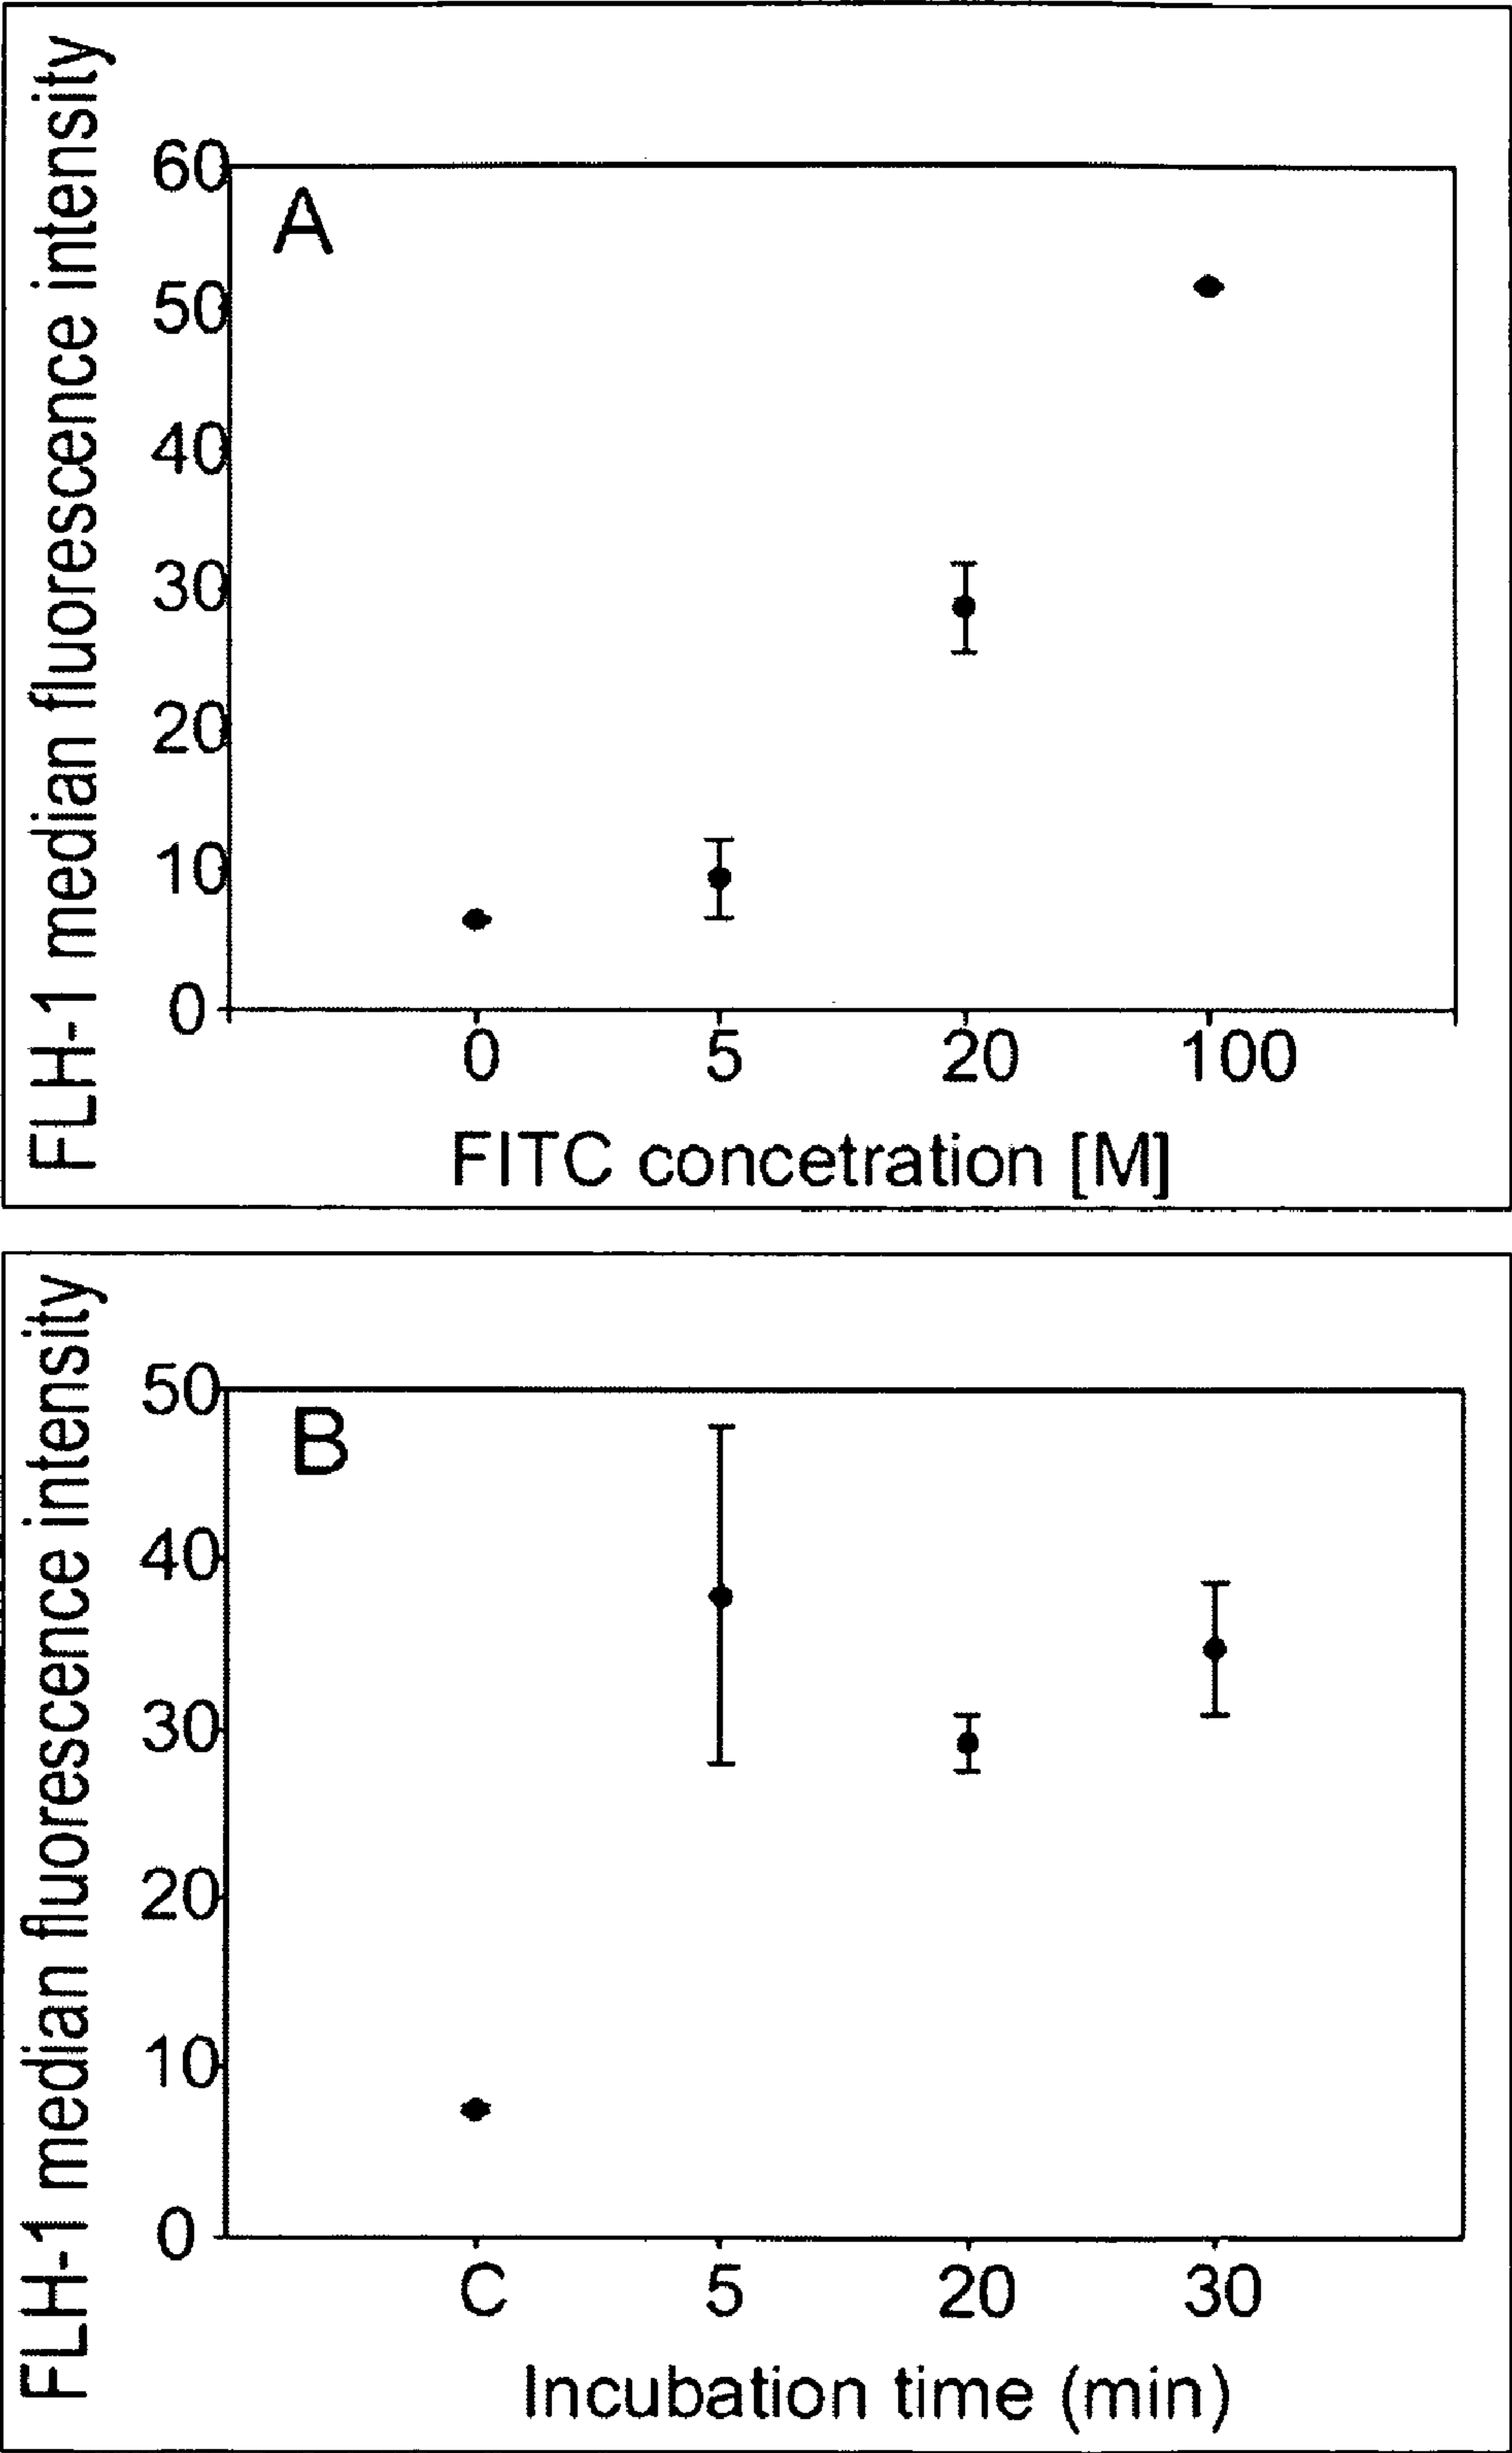 FLH-1 median fluorescence intensity
60
A
50
40
30
20
10
0
0 5 20 100
FITC concetration [M]
FLH-1 median fluorescence intensity
50
B
40
30
20
10
0
C 5 20 30
Incubation time (min)